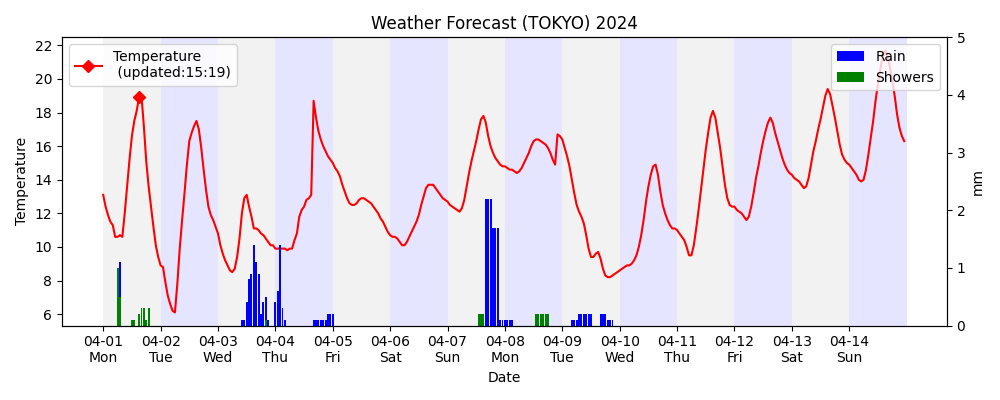 Weather Forecast (TOKYO) 2024
Temperature
(updated:15:19)
Rain
Showers
22
20
18
16
14
12
10
8
6
Temperature
5
4
3
2
1
0
mm
04-01 04-02 04-03 04-04 04-05 04-06 04-07 04-08 04-09 04-10 04-11 04-12 04-13 04-14
Mon Tue Wed Thu Fri Sat Sun Mon Tue Wed Thu Fri Sat Sun
Date